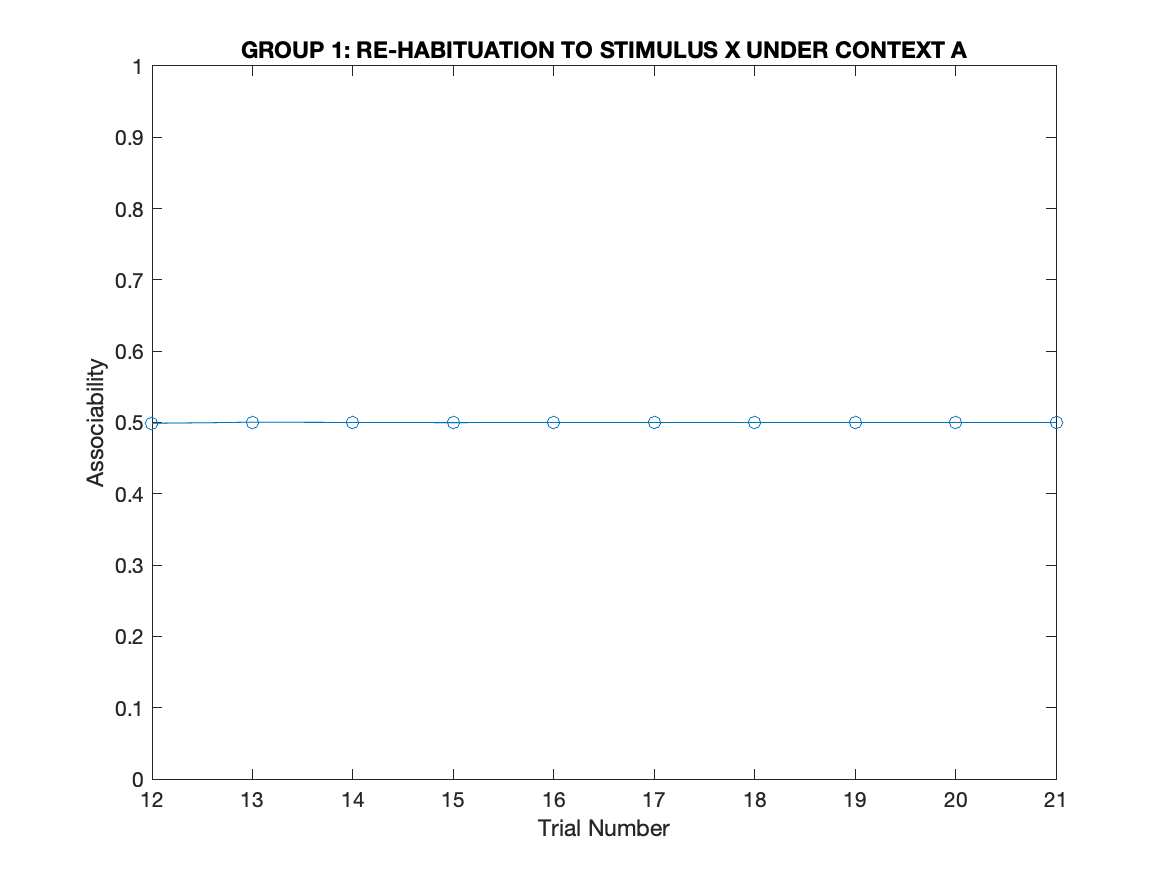 GROUP 1: RE-HABITUATION TO STIMULUS X UNDER CONTEXT A
1
0.9
0.8
0.7
0.6
0.5
0.4
0.3
0.2
0.1
0
Associability
12 13 14 15 16 17 18 19 20 21
Trial Number